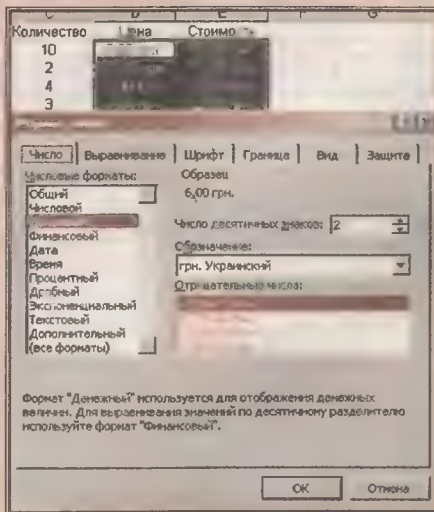 C D E F G
Количество Цена Стоимо
10
2
4
3
Число Выравнивание Шрифт Граница Вид Защита
Числовые форматы:
Общий
Числовой
Финансовый
Дата
Время
Процентный
Дробный
Экспоненциальный
Текстовый
Дополнительный
(все форматы)
Образец
6,00 грн.
Число десятичных знаков: 2
Обозначение:
грн. Украинский
Отрицательные числа:
Формат "Денежный" используется для отображения денежных
величин. Для выравнивания значений по десятичному разделителю
используйте формат "Финансовый".
OK Отмена